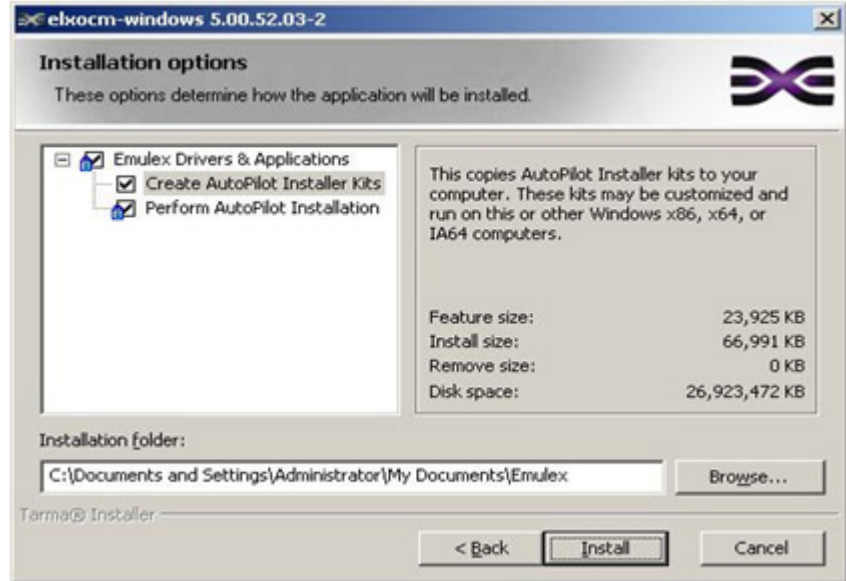 elxocm-windows 5.00.52.03-2
Installation options
These options determine how the application will be installed.
Emulex Drivers & Applications
Create AutoPilot Installer Kits
Perform AutoPilot Installation
This copies AutoPilot Installer kits to your
computer. These kits may be customized and
run on this or other Windows x86, x64, or
IA64 computers.
Feature size: 23,925 KB
Install size: 66,991 KB
Remove size: 0 KB
Disk space: 26,923,472 KB
Installation folder:
C:\Documents and Settings\Administrator\My Documents\Emulex
Browse...
Tarma® Installer
< Back
Install
Cancel